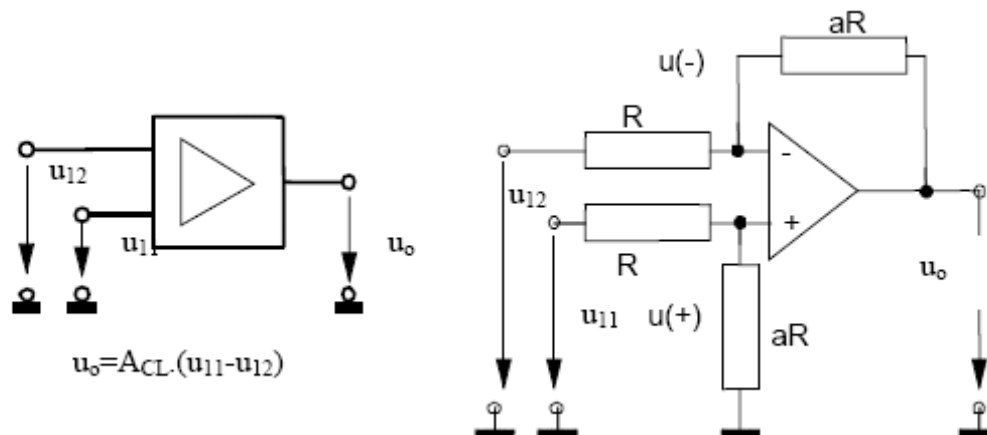 aR
u(-)
R
-
u12
u12
+
u11
R
uo
uo
u11
u(+)
aR
uo=ACL.(u11-u12)